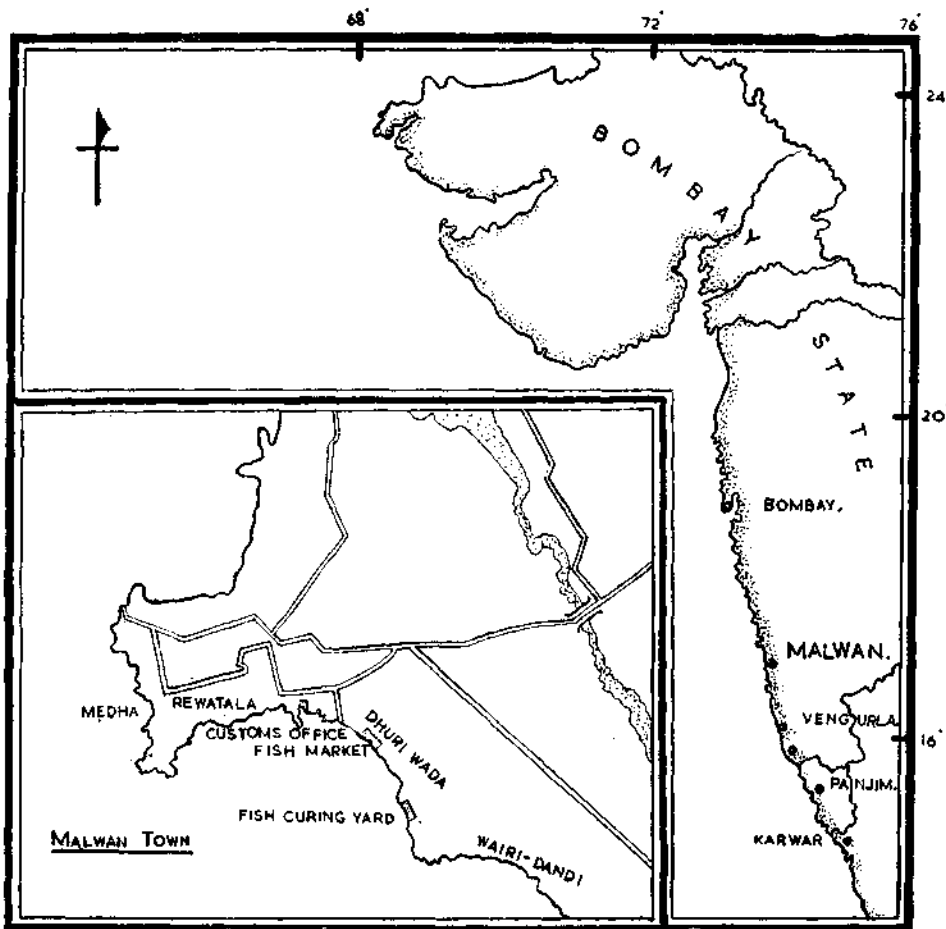 68°
72°
76°
24
BOMBAY
STATE
20
BOMBAY.
MALWAN.
VENGURLA
16°
PANJIM.
KARWAR
MEDHA
REWATALA
CUSTOMS OFFICE
FISH MARKET
DHURI WADA
FISH CURING YARD
WAIRI-DANDI
MALWAN TOWN